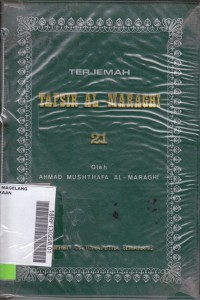 TERJEMAH
TAFSIR AL MARAGHI
21
Oleh
AHMAD MUSHTHAFA AL-MARAGHI
MAGELANG